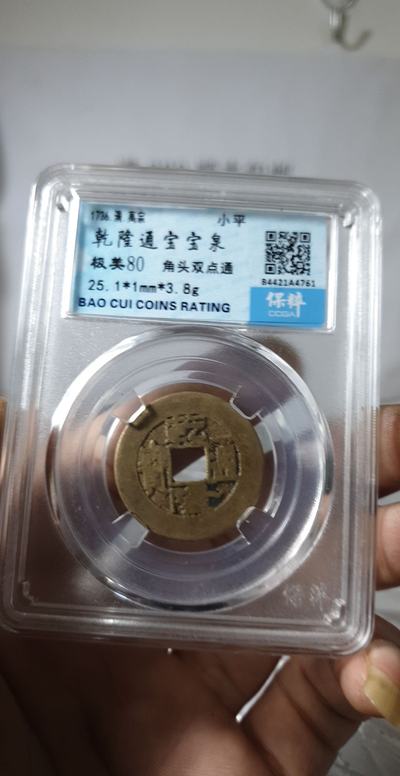 1736 清 高宗 小平
乾隆通宝宝泉
极美80 角头双点通
25.1*1mm*3.8g
B4421A4761
保粹
CCGA
BAO CUI COINS RATING